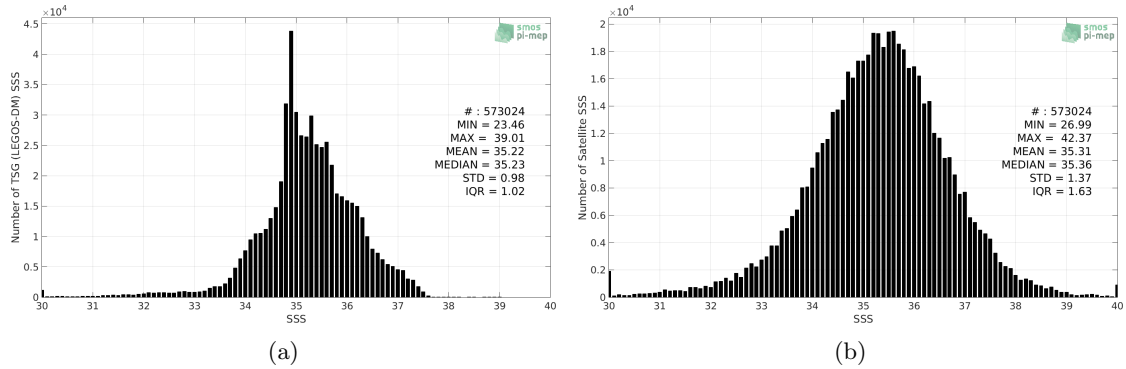 ×10⁴
4.5
4
3.5
3
2.5
2
1.5
1
0.5
0
30 31 32 33 34 35 36 37 38 39 40
SSS
Number of TSG (LEGOS-DM) SSS
smos
pi-mep
# : 573024
MIN = 23.46
MAX = 39.01
MEAN = 35.22
MEDIAN = 35.23
STD = 0.98
IQR = 1.02
(a)
×10⁴
2
1.8
1.6
1.4
1.2
1
0.8
0.6
0.4
0.2
0
30 31 32 33 34 35 36 37 38 39 40
SSS
Number of Satellite SSS
smos
pi-mep
# : 573024
MIN = 26.99
MAX = 42.37
MEAN = 35.31
MEDIAN = 35.36
STD = 1.37
IQR = 1.63
(b)